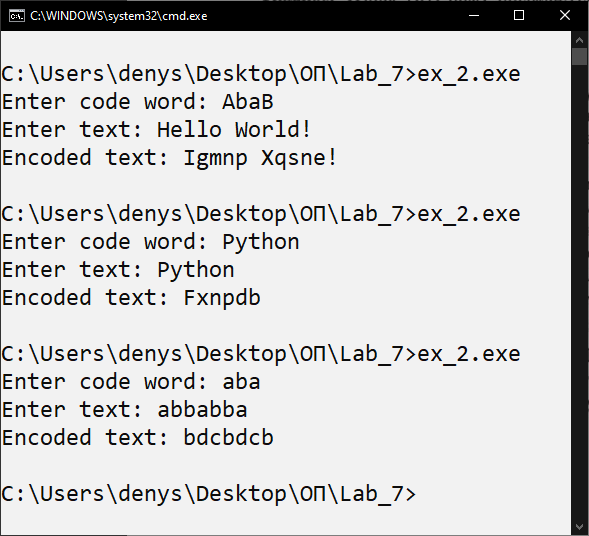 C:\WINDOWS\system32\cmd.exe
C:\Users\denys\Desktop\ОП\Lab_7>ex_2.exe
Enter code word: AbaB
Enter text: Hello World!
Encoded text: Igmnp Xqsne!
C:\Users\denys\Desktop\ОП\Lab_7>ex_2.exe
Enter code word: Python
Enter text: Python
Encoded text: Fxnpdb
C:\Users\denys\Desktop\ОП\Lab_7>ex_2.exe
Enter code word: aba
Enter text: abbabba
Encoded text: bdcbdcb
C:\Users\denys\Desktop\ОП\Lab_7>